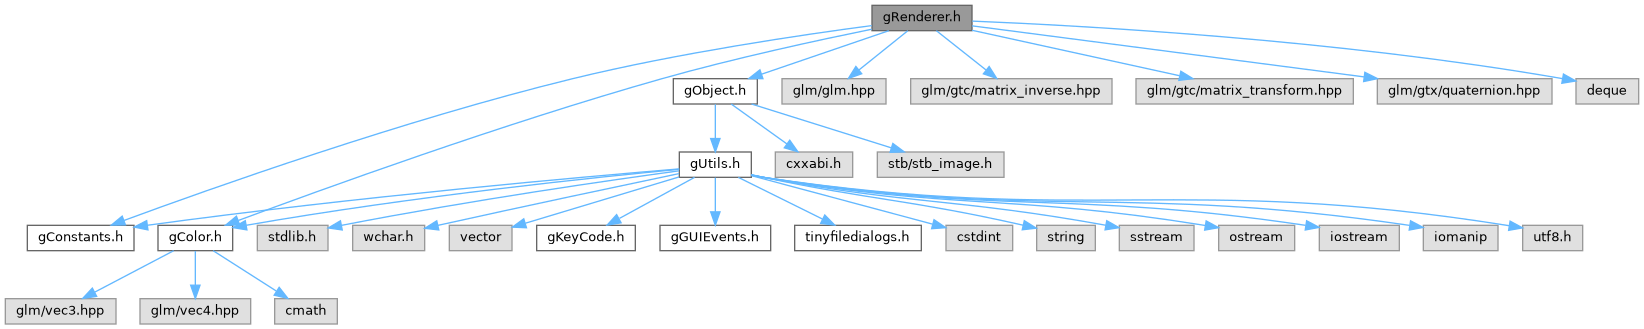 gRenderer.h
gObject.h
glm/glm.hpp
glm/gtc/matrix_inverse.hpp
glm/gtc/matrix_transform.hpp
glm/gtx/quaternion.hpp
deque
gUtils.h
cxxabi.h
stb/stb_image.h
gConstants.h
gColor.h
stdlib.h
wchar.h
vector
gKeyCode.h
gGUIEvents.h
tinyfiledialogs.h
cstdint
string
sstream
ostream
iostream
iomanip
utf8.h
glm/vec3.hpp
glm/vec4.hpp
cmath